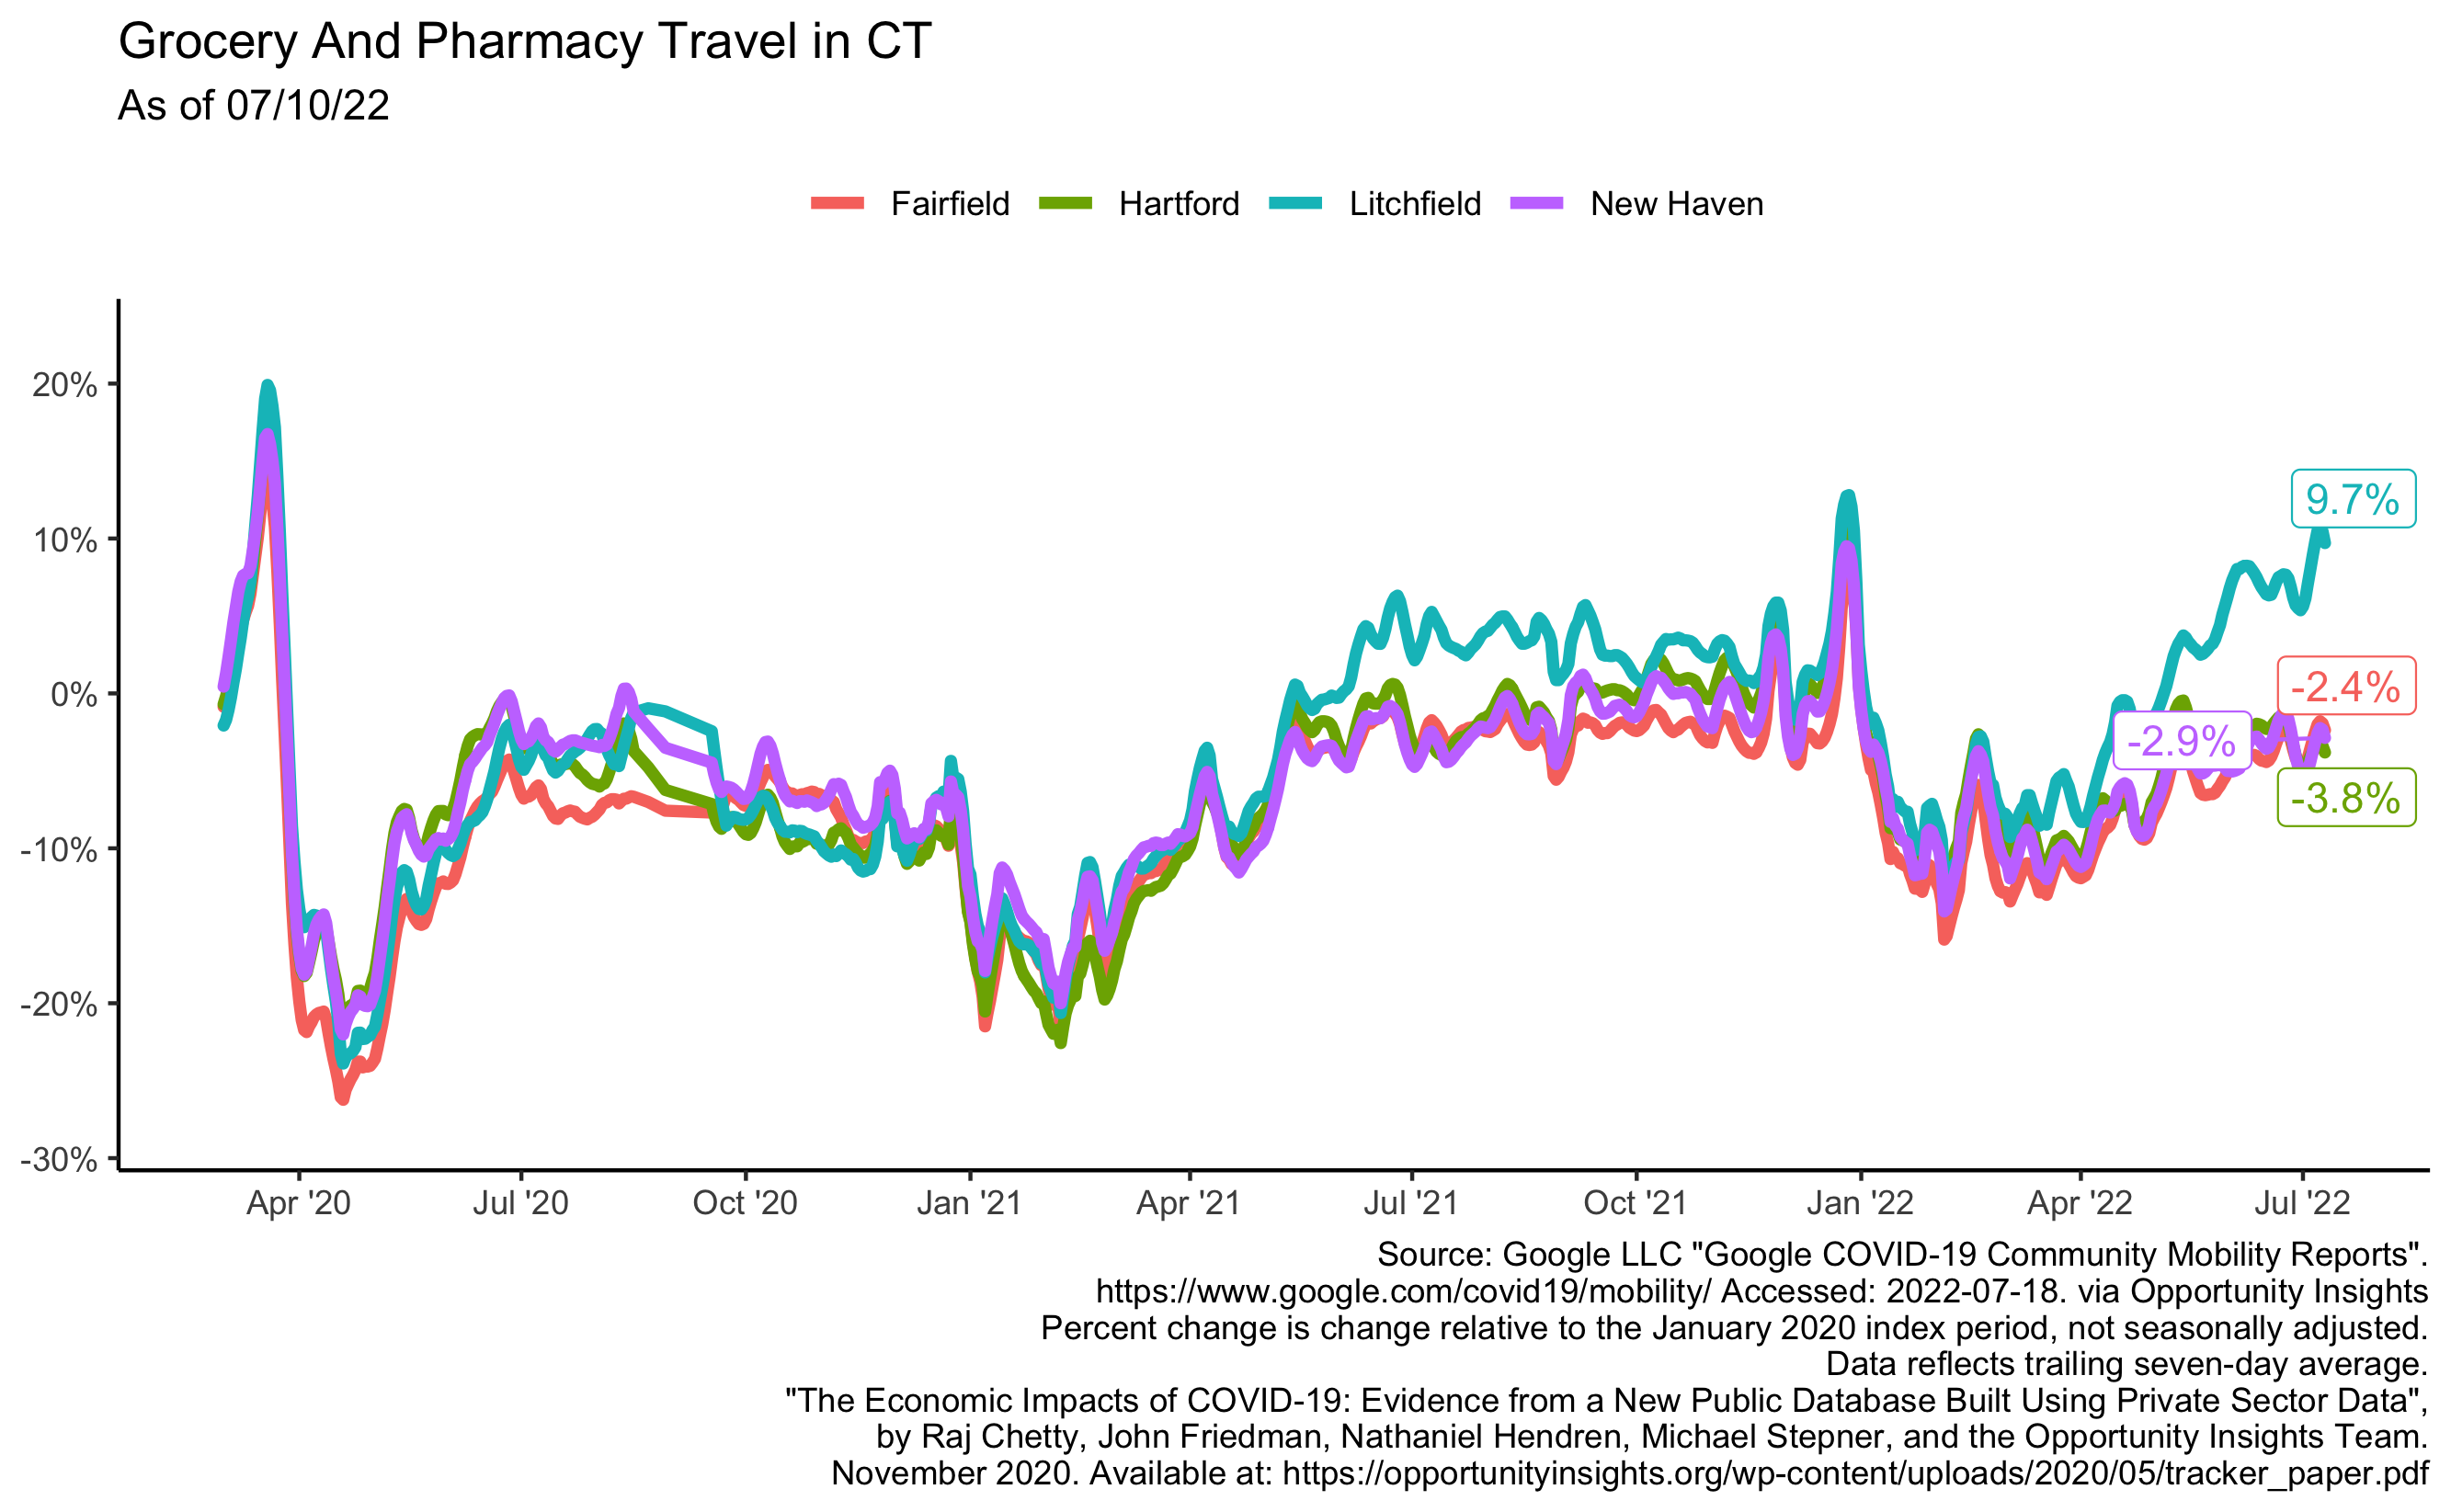 Grocery And Pharmacy Travel in CT
As of 07/10/22
Fairfield Hartford Litchfield New Haven
20%
10%
0%
-10%
-20%
-30%
9.7%
-2.4%
-2.9%
-3.8%
Apr '20 Jul '20 Oct '20 Jan '21 Apr '21 Jul '21 Oct '21 Jan '22 Apr '22 Jul '22
Source: Google LLC "Google COVID-19 Community Mobility Reports".
https://www.google.com/covid19/mobility/ Accessed: 2022-07-18. via Opportunity Insights
Percent change is change relative to the January 2020 index period, not seasonally adjusted.
Data reflects trailing seven-day average.
"The Economic Impacts of COVID-19: Evidence from a New Public Database Built Using Private Sector Data",
by Raj Chetty, John Friedman, Nathaniel Hendren, Michael Stepner, and the Opportunity Insights Team.
November 2020. Available at: https://opportunityinsights.org/wp-content/uploads/2020/05/tracker_paper.pdf